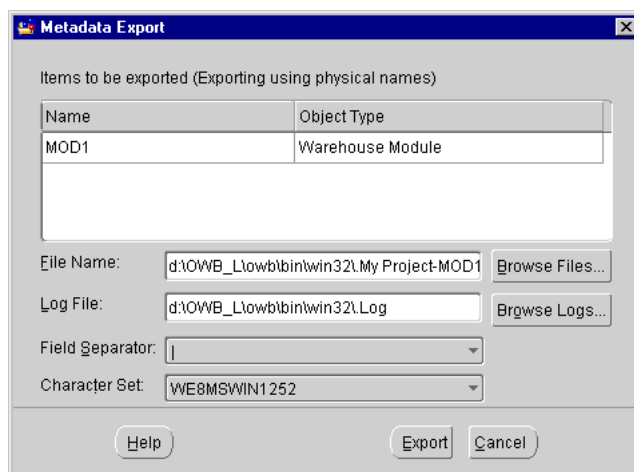 Metadata Export
Items to be exported (Exporting using physical names)
Name Object Type
MOD1 Warehouse Module
File Name: d:\OWB_L\owb\bin\win32\.My Project-MOD1 Browse Files...
Log File: d:\OWB_L\owb\bin\win32\.Log Browse Logs...
Field Separator: |
Character Set: WE8MSWIN1252
Help Export Cancel